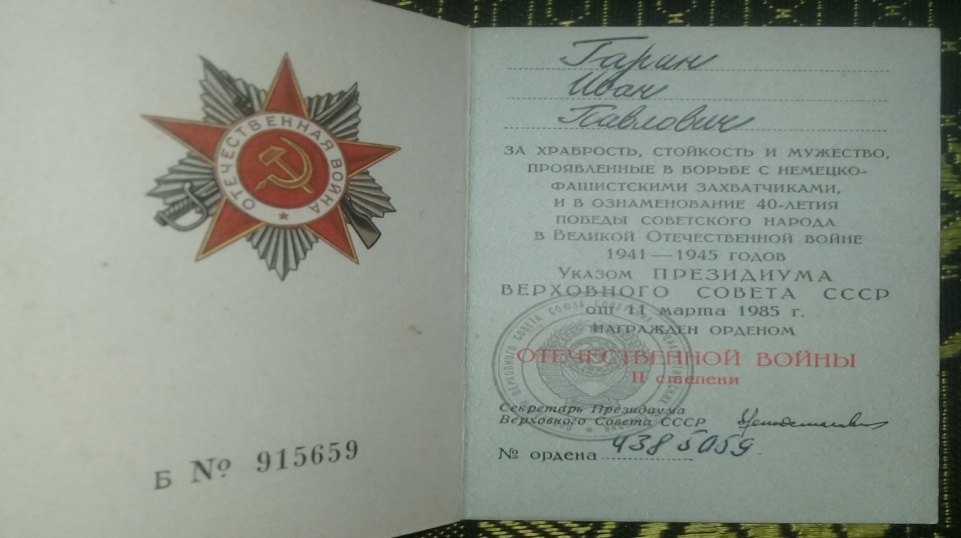 ОТЕЧЕСТВЕННАЯ ВОЙНА
Б № 915659
Гарин
Иван
Павлович
ЗА ХРАБРОСТЬ, СТОЙКОСТЬ И МУЖЕСТВО,
ПРОЯВЛЕННЫЕ В БОРЬБЕ С НЕМЕЦКО-
ФАШИСТСКИМИ ЗАХВАТЧИКАМИ,
И В ОЗНАМЕНОВАНИЕ 40-ЛЕТИЯ
ПОБЕДЫ СОВЕТСКОГО НАРОДА
В ВЕЛИКОЙ ОТЕЧЕСТВЕННОЙ ВОЙНЕ
1941—1945 ГОДОВ
УКАЗОМ ПРЕЗИДИУМА
ВЕРХОВНОГО СОВЕТА СССР
от 11 марта 1985 г.
НАГРАЖДЕН ОРДЕНОМ
ОТЕЧЕСТВЕННОЙ ВОЙНЫ
II степени
Секретарь Президиума
Верховного Совета СССР
№ ордена 4385059